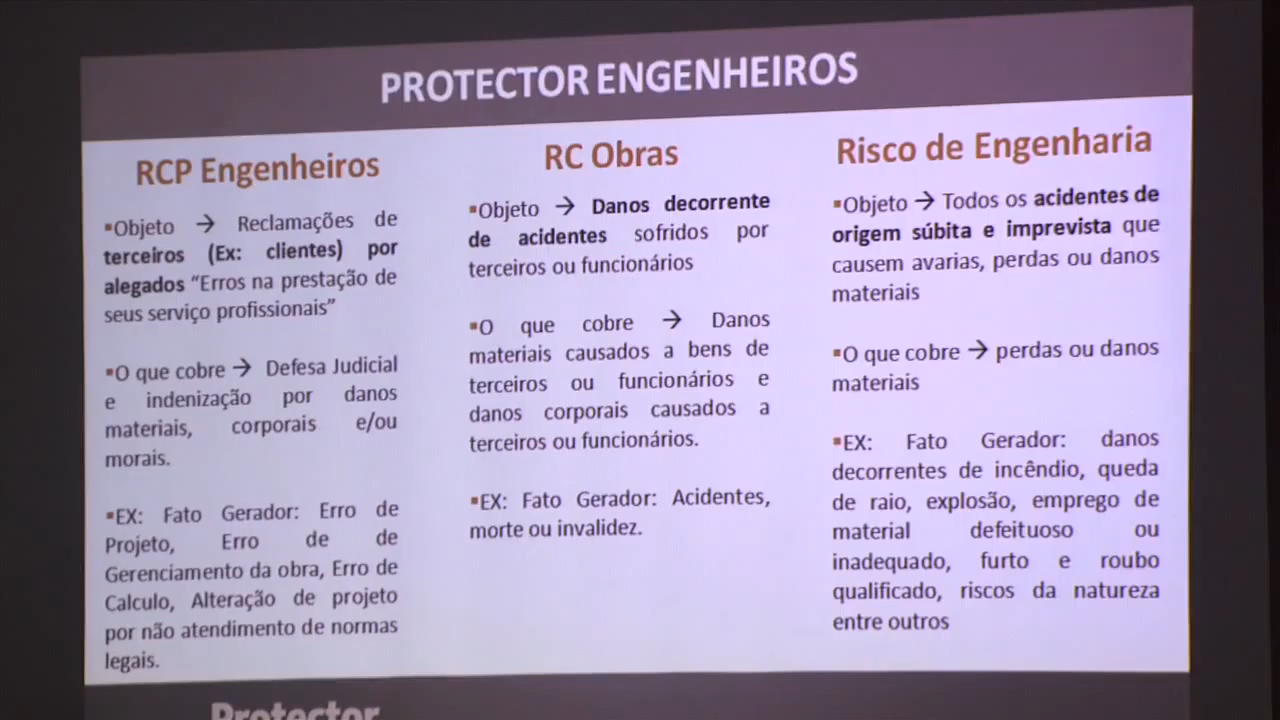 PROTECTOR ENGENHEIROS
RCP Engenheiros
▪Objeto → Reclamações de
terceiros (Ex: clientes) por
alegados “Erros na prestação de
seus serviço profissionais”
▪O que cobre → Defesa Judicial
e indenização por danos
materiais, corporais e/ou
morais.
▪EX: Fato Gerador: Erro de
Projeto, Erro de de
Gerenciamento da obra, Erro de
Calculo, Alteração de projeto
por não atendimento de normas
legais.
RC Obras
▪Objeto → Danos decorrente
de acidentes sofridos por
terceiros ou funcionários
▪O que cobre → Danos
materiais causados a bens de
terceiros ou funcionários e
danos corporais causados a
terceiros ou funcionários.
▪EX: Fato Gerador: Acidentes,
morte ou invalidez.
Risco de Engenharia
▪Objeto → Todos os acidentes de
origem súbita e imprevista que
causem avarias, perdas ou danos
materiais
▪O que cobre → perdas ou danos
materiais
▪EX: Fato Gerador: danos
decorrentes de incêndio, queda
de raio, explosão, emprego de
material defeituoso ou
inadequado, furto e roubo
qualificado, riscos da natureza
entre outros
Protector